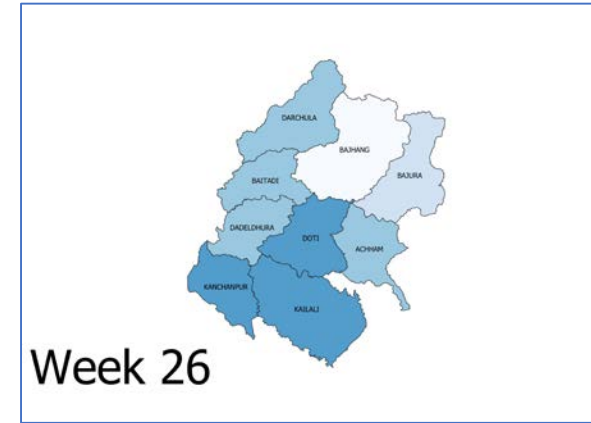 DARCHULA
BAJHANG
BAJURA
BAITADI
DADELDHURA
DOTI
ACHHAM
KANCHANPUR
KAILALI
Week 26